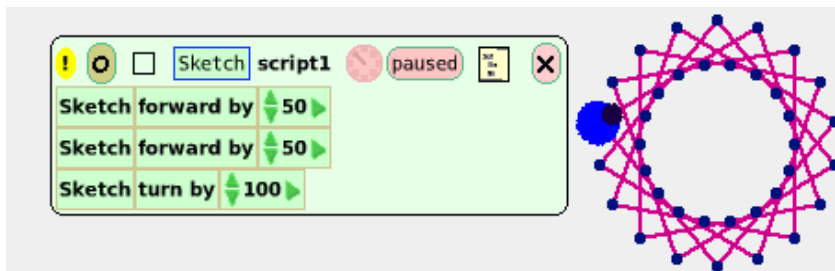 ! Sketch script1 paused
Sketch forward by 50
Sketch forward by 50
Sketch turn by 100